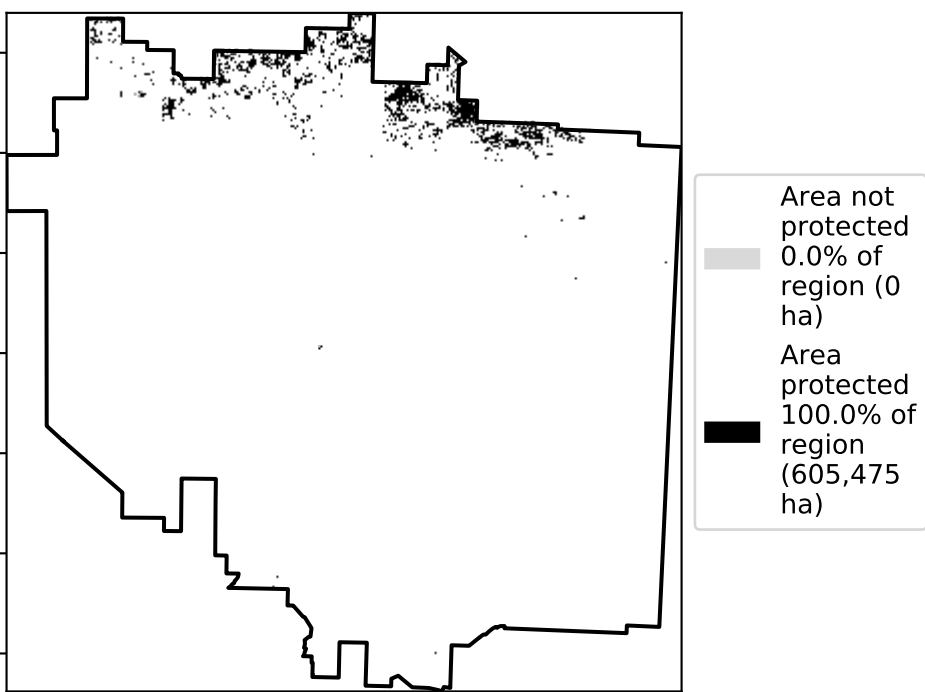 Area not
protected
0.0% of
region (0
ha)
Area
protected
100.0% of
region
(605,475
ha)